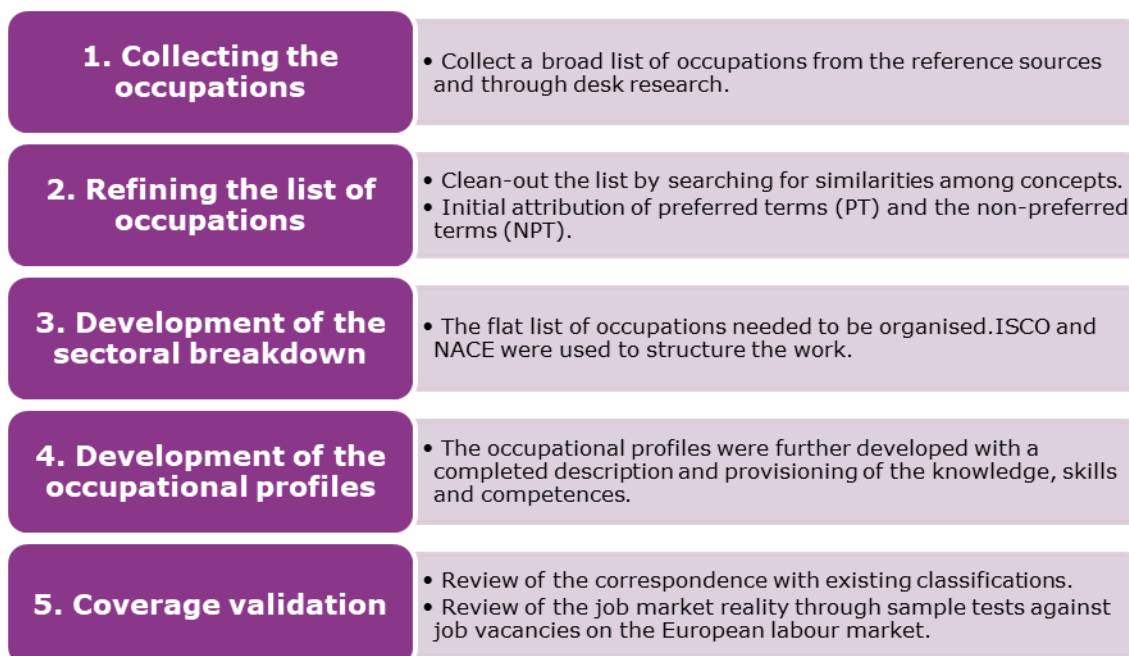 1. Collecting the
occupations
• Collect a broad list of occupations from the reference sources
and through desk research.
2. Refining the list of
occupations
• Clean-out the list by searching for similarities among concepts.
• Initial attribution of preferred terms (PT) and the non-preferred
terms (NPT).
3. Development of the
sectoral breakdown
• The flat list of occupations needed to be organised.ISCO and
NACE were used to structure the work.
4. Development of the
occupational profiles
• The occupational profiles were further developed with a
completed description and provisioning of the knowledge, skills
and competences.
5. Coverage validation
• Review of the correspondence with existing classifications.
• Review of the job market reality through sample tests against
job vacancies on the European labour market.